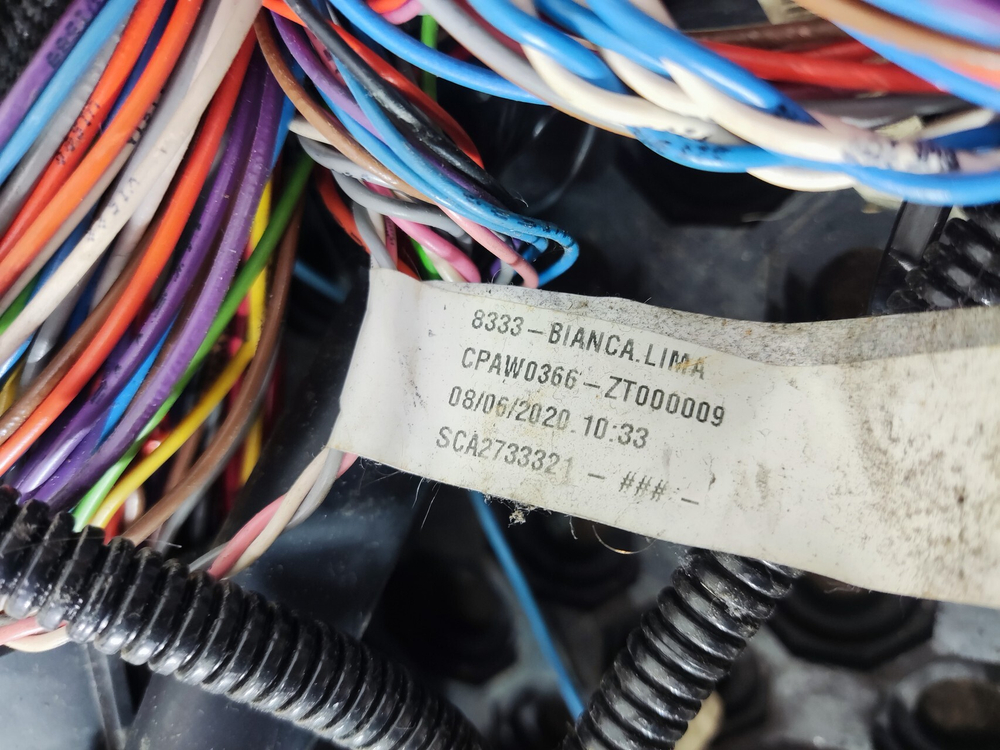 8333-BIANCA.LIMA
CPAW0366-ZT000009
08/06/2020 10:33
SCA2733321 - ### -